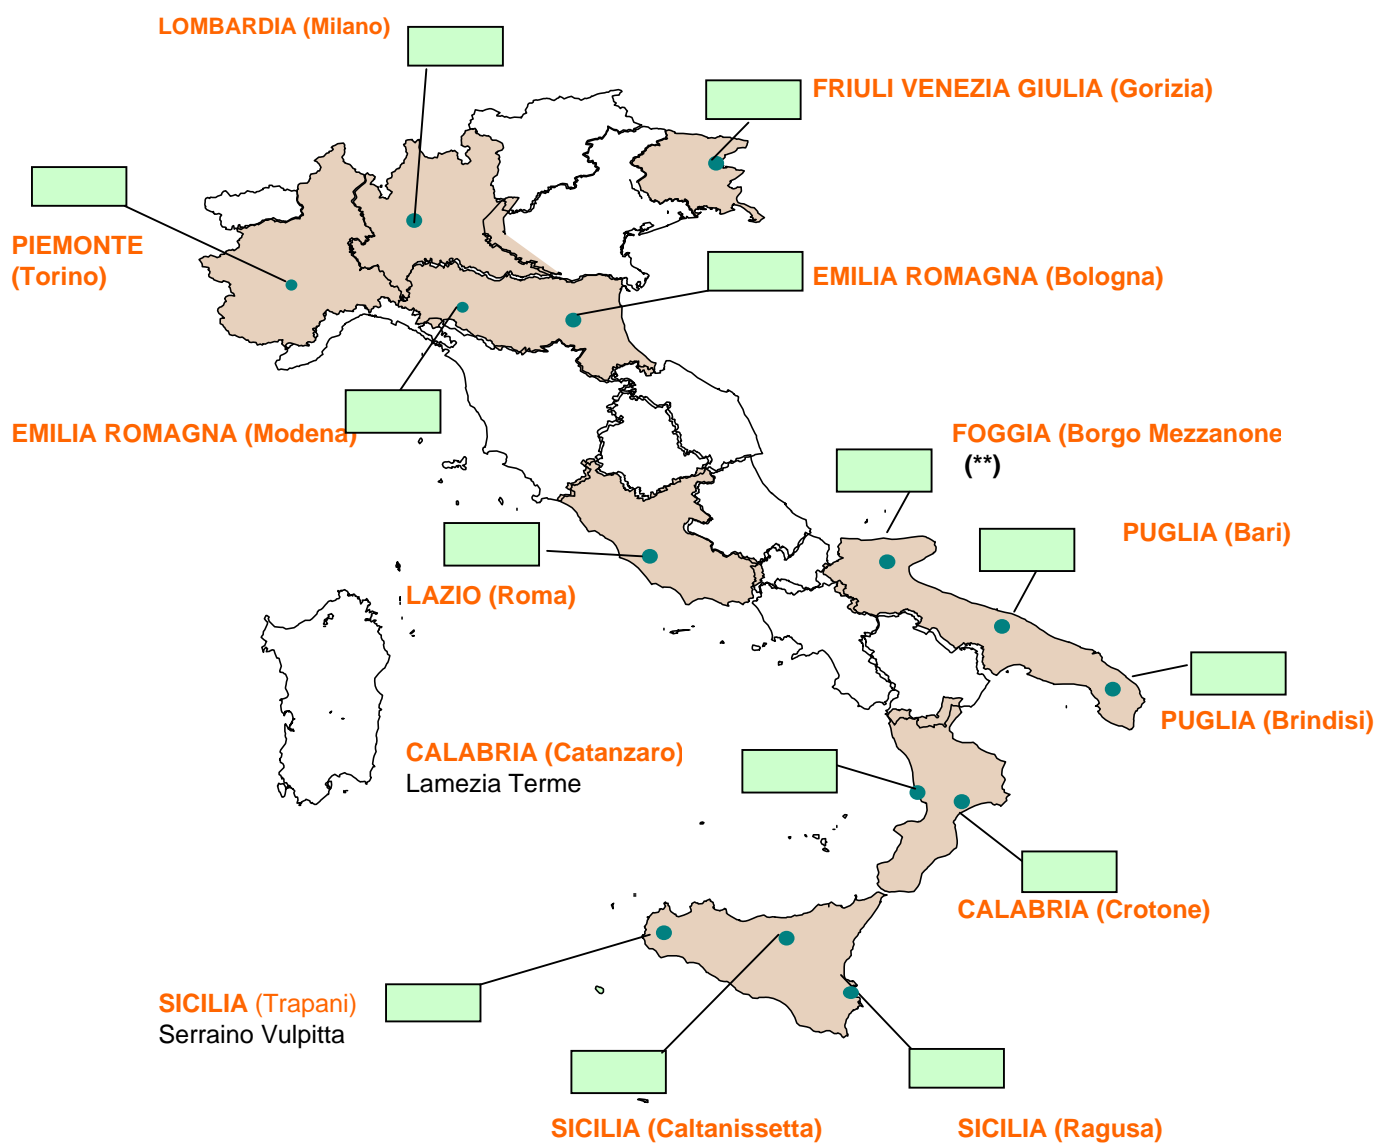 LOMBARDIA (Milano)
FRIULI VENEZIA GIULIA (Gorizia)
PIEMONTE
(Torino)
EMILIA ROMAGNA (Bologna)
EMILIA ROMAGNA (Modena)
FOGGIA (Borgo Mezzanone
(**)
PUGLIA (Bari)
LAZIO (Roma)
PUGLIA (Brindisi)
CALABRIA (Catanzaro)
Lamezia Terme
CALABRIA (Crotone)
SICILIA (Trapani)
Serraino Vulpitta
SICILIA (Caltanissetta)
SICILIA (Ragusa)